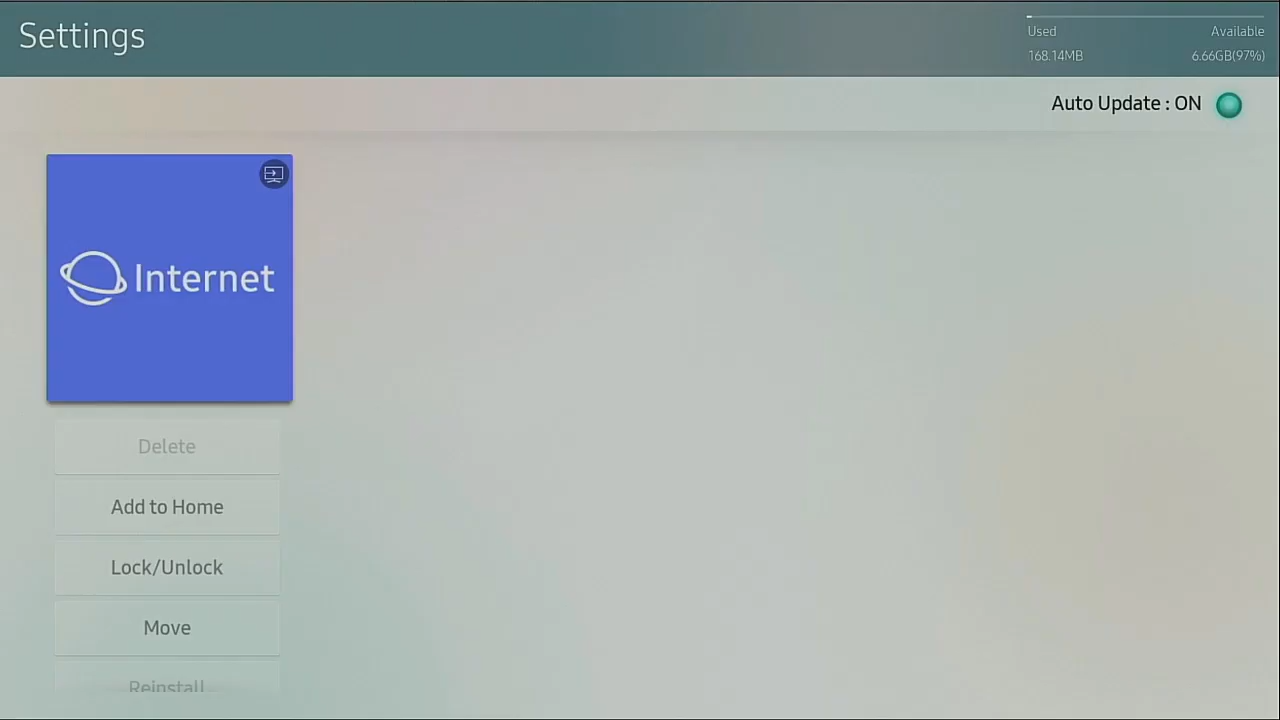 Settings
Used Available
168.14MB 6.66GB(97%)
Auto Update : ON
Internet
Delete
Add to Home
Lock/Unlock
Move
Reinstall